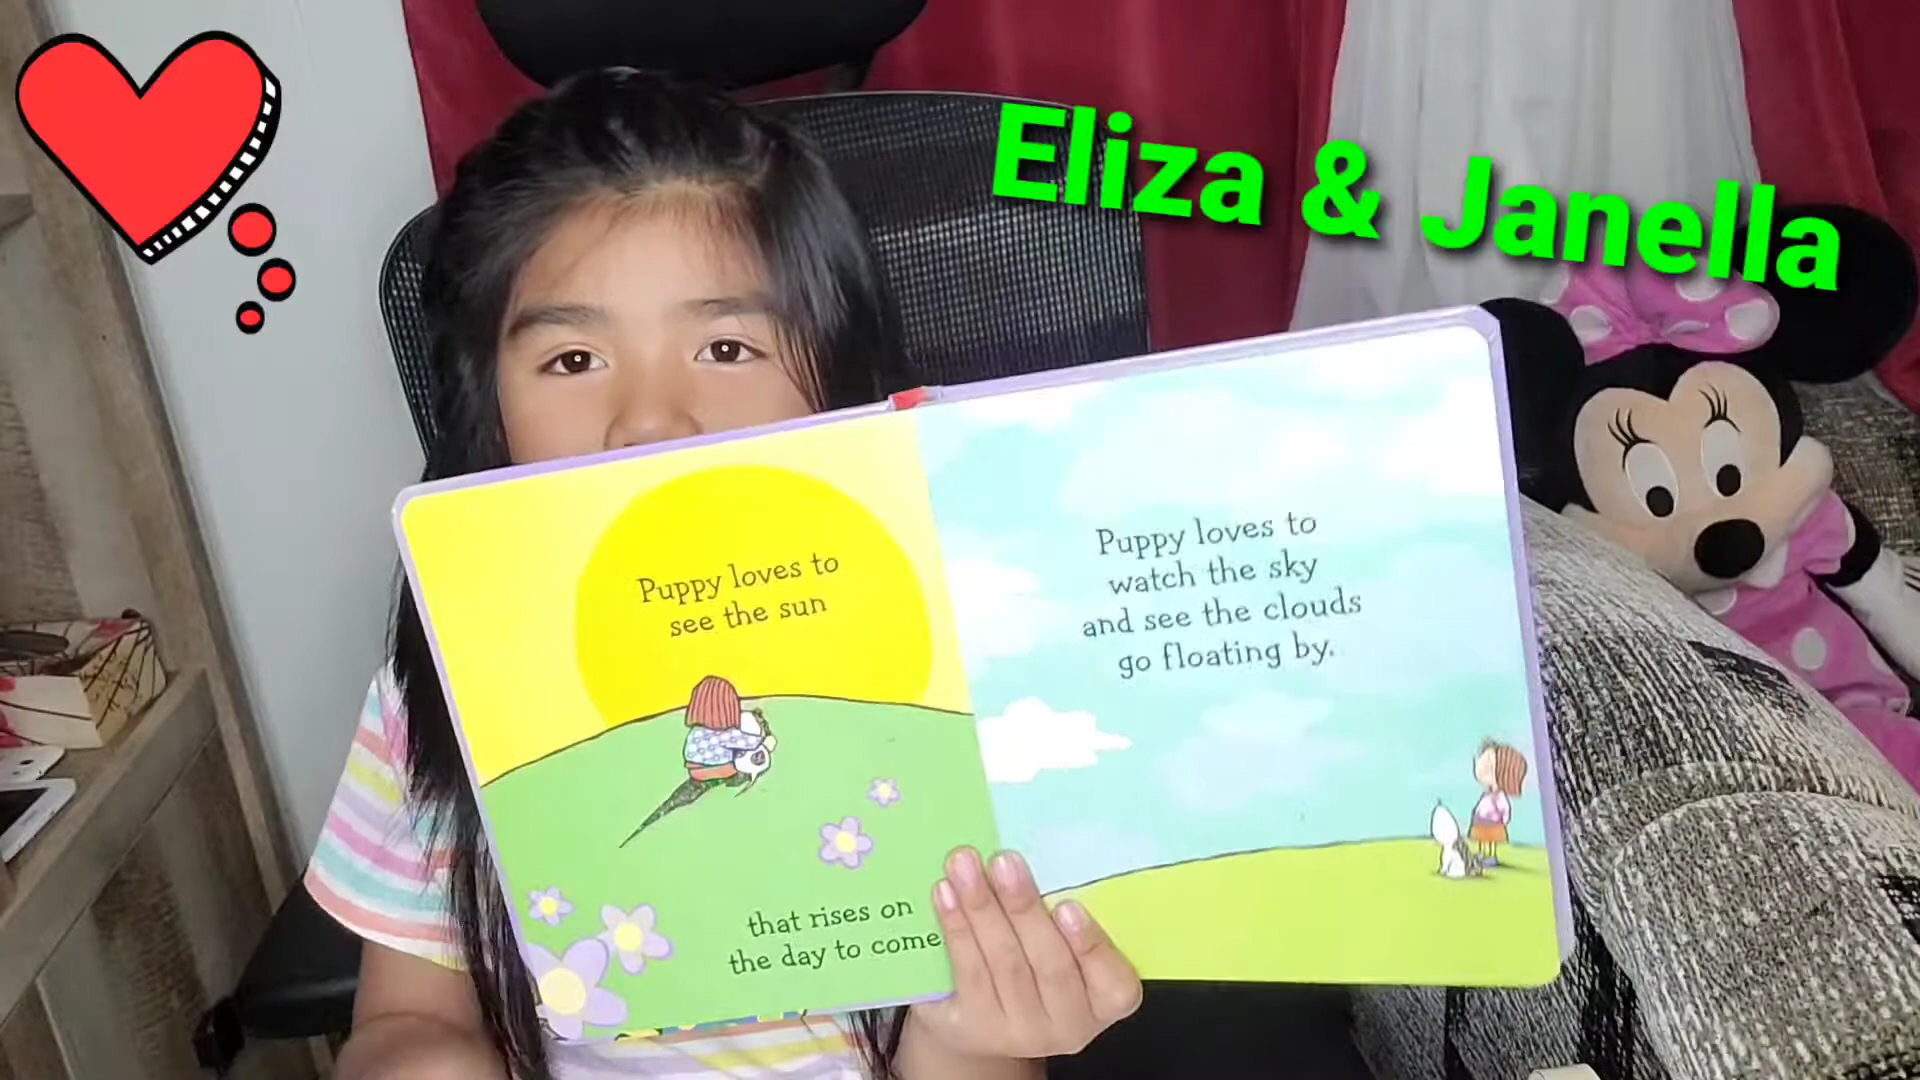 Eliza & Janella
Puppy loves to
see the sun
that rises on
the day to come
Puppy loves to
watch the sky
and see the clouds
go floating by.